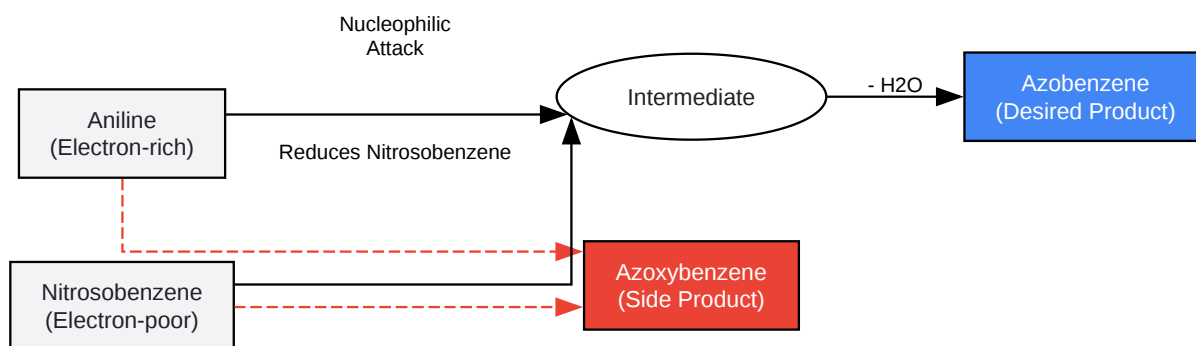 Nucleophilic
Attack
Aniline
(Electron-rich)
Intermediate
- H2O
Azobenzene
(Desired Product)
Reduces Nitrosobenzene
Nitrosobenzene
(Electron-poor)
Azoxybenzene
(Side Product)